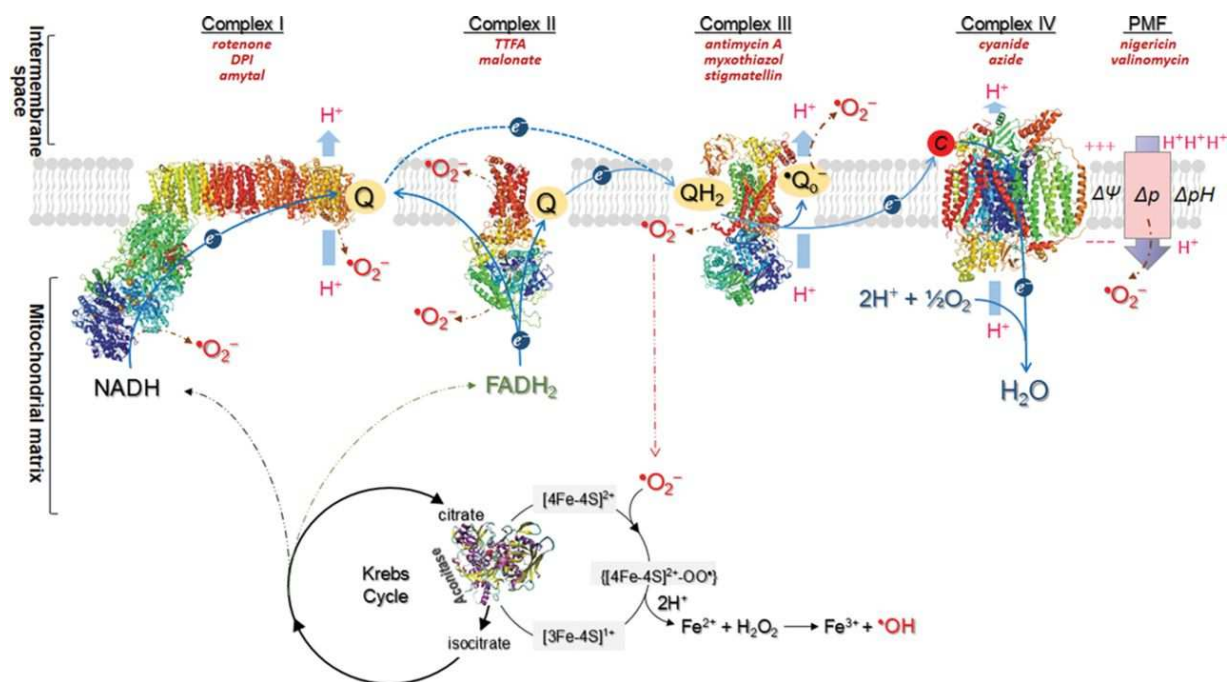 Complex I
rotenone
DPI
amytal
Complex II
TTFA
malonate
Complex III
antimycin A
myxothiazol
stigmatellin
Complex IV
cyanide
azide
PMF
nigericin
valinomycin
Intermembrane
space
Mitochondrial matrix
H⁺
H⁺
Q
e⁻
e⁻
•O₂⁻
•O₂⁻
NADH
•O₂⁻
•O₂⁻
Q
e⁻
e⁻
FADH₂
QH₂
•Q₀⁻
•O₂⁻
•O₂⁻
H⁺
H⁺
e⁻
C
H⁺
H⁺
e⁻
2H⁺ + ½O₂
H₂O
+++
H⁺H⁺H⁺
ΔΨ
Δp
ΔpH
---
H⁺
•O₂⁻
•O₂⁻
citrate
Aconitase
isocitrate
Krebs
Cycle
[4Fe-4S]²⁺
{[4Fe-4S]²⁺-OO•}
2H⁺
[3Fe-4S]¹⁺
Fe²⁺ + H₂O₂ → Fe³⁺ + •OH